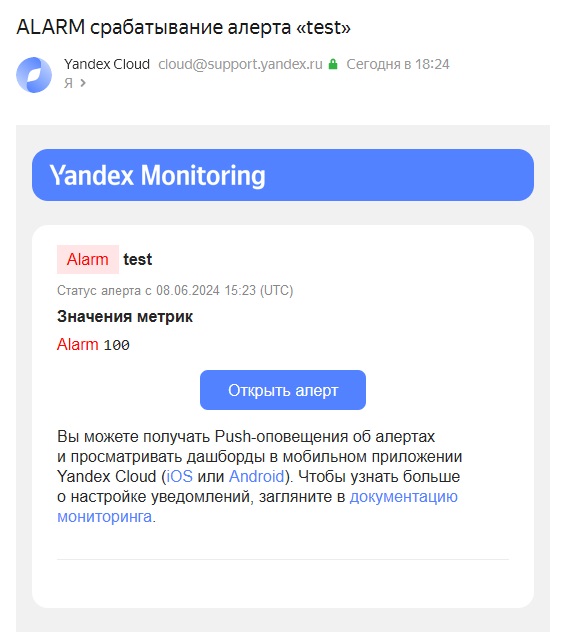 ALARM срабатывание алерта «test»
Yandex Cloud cloud@support.yandex.ru Сегодня в 18:24
Я
Yandex Monitoring
Alarm test
Статус алерта с 08.06.2024 15:23 (UTC)
Значения метрик
Alarm 100
Открыть алерт
Вы можете получать Push-оповещения об алертах
и просматривать дашборды в мобильном приложении
Yandex Cloud (iOS или Android). Чтобы узнать больше
о настройке уведомлений, загляните в документацию
мониторинга.